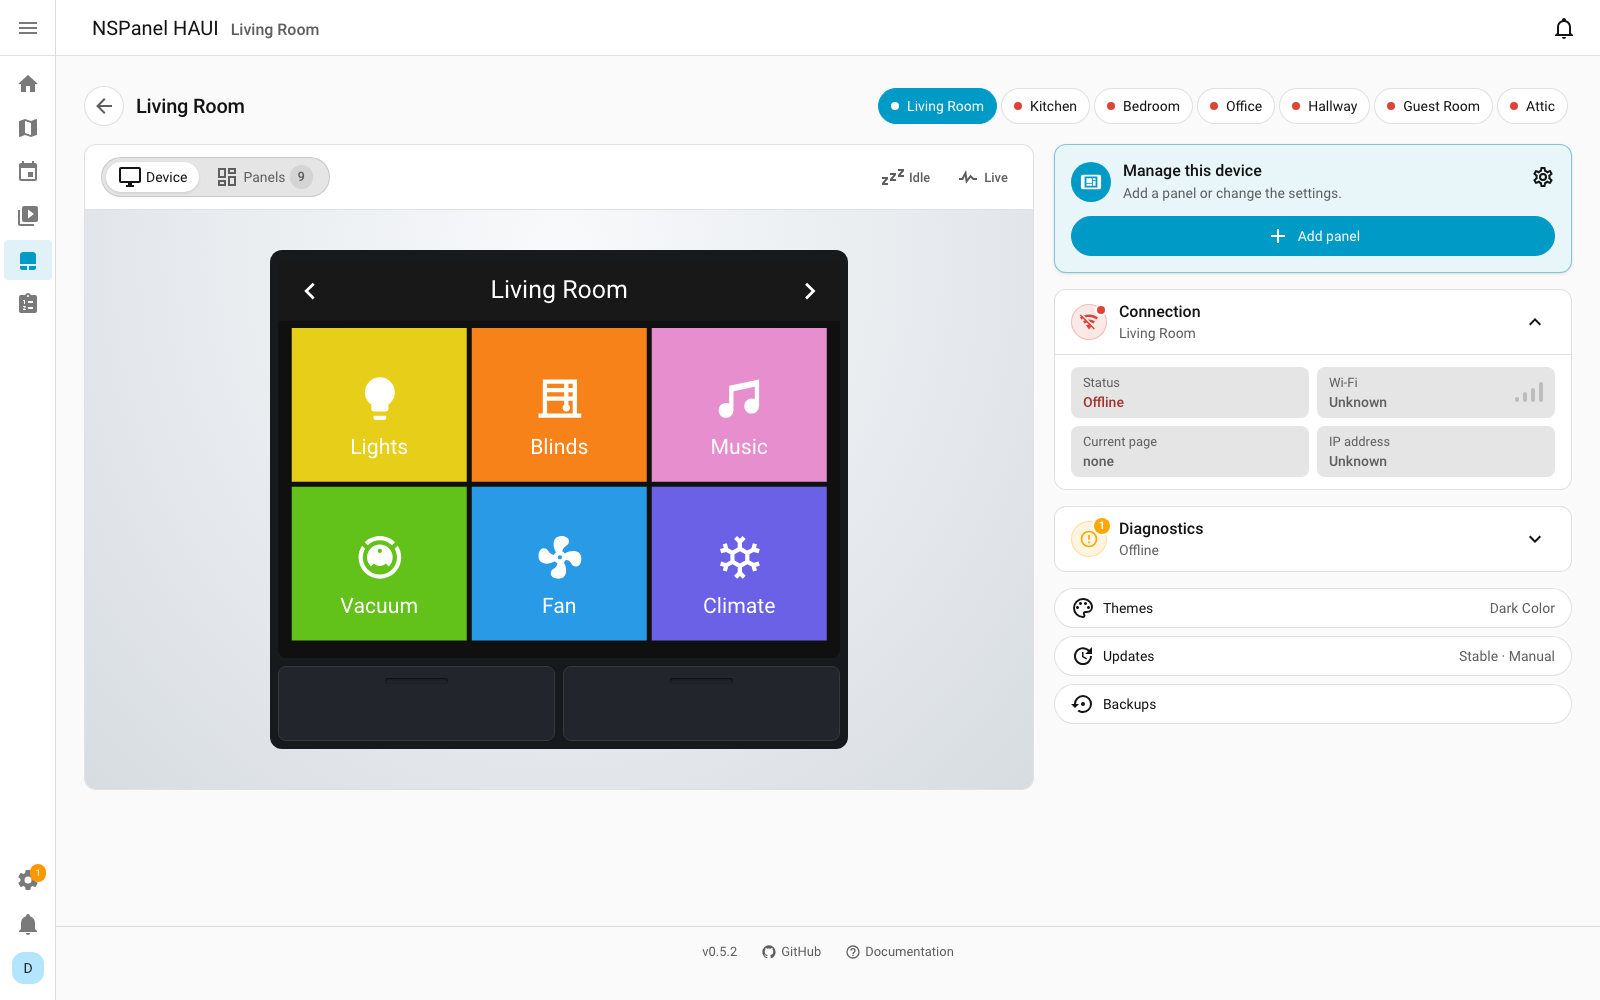 NSPanel HAUI Living Room
Living Room
Living Room
Kitchen
Bedroom
Office
Hallway
Guest Room
Attic
Device
Panels 9
Idle
Live
Living Room
Lights
Blinds
Music
Vacuum
Fan
Climate
Manage this device
Add a panel or change the settings.
Add panel
Connection
Living Room
Status
Offline
Wi-Fi
Unknown
Current page
none
IP address
Unknown
1
Diagnostics
Offline
Themes Dark Color
Updates Stable · Manual
Backups
1
D
v0.5.2 GitHub Documentation